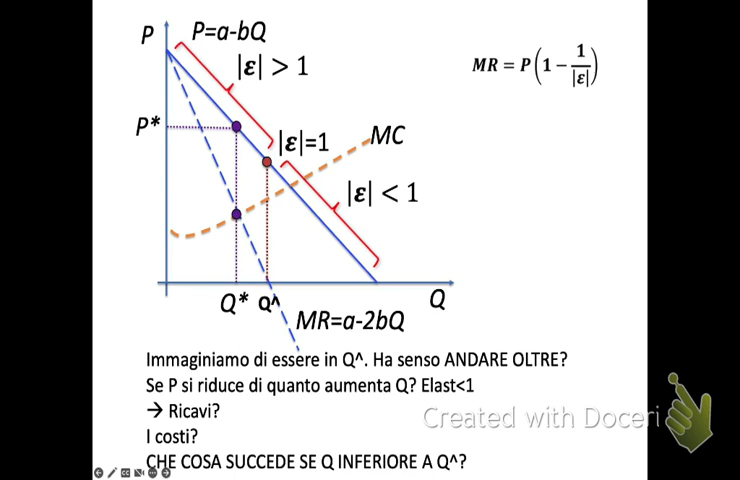 P
P=a-bQ
|ε| > 1
MR = P(1 − 1/|ε|)
P*
|ε|=1
MC
|ε| < 1
Q*
Q^
Q
MR=a-2bQ
Immaginiamo di essere in Q^. Ha senso ANDARE OLTRE?
Se P si riduce di quanto aumenta Q? Elast<1
→ Ricavi?
I costi?
CHE COSA SUCCEDE SE Q INFERIORE A Q^?
Created with Doceri